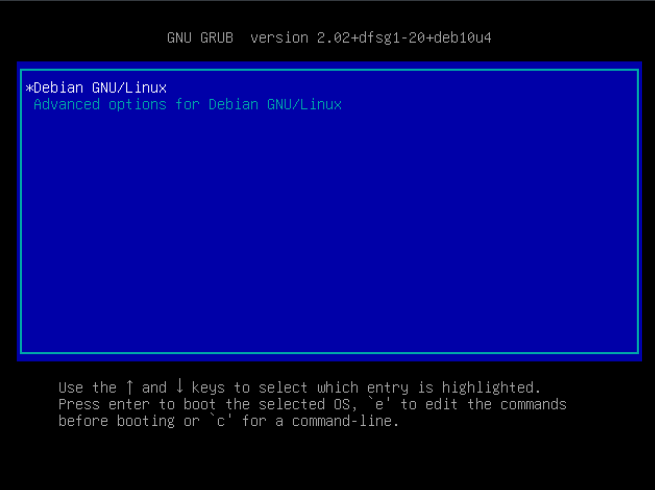 GNU GRUB  version 2.02+dfsg1-20+deb10u4
*Debian GNU/Linux
Advanced options for Debian GNU/Linux
Use the ↑ and ↓ keys to select which entry is highlighted.
Press enter to boot the selected OS, `e' to edit the commands
before booting or `c' for a command-line.